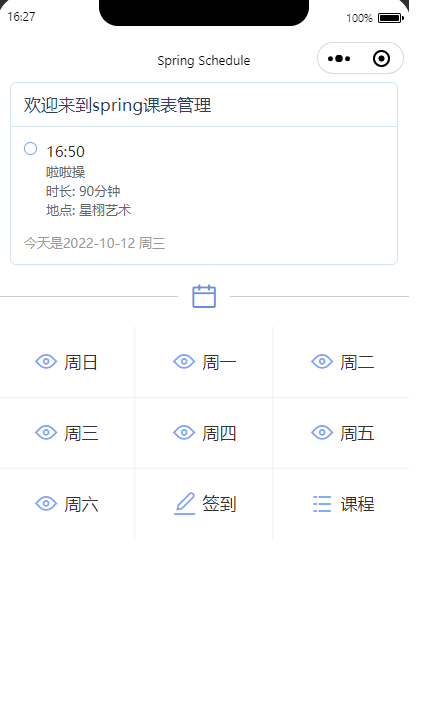 16:27
100%
Spring Schedule
欢迎来到spring课表管理
16:50
啦啦操
时长: 90分钟
地点: 星栩艺术
今天是2022-10-12 周三
周日 周一 周二
周三 周四 周五
周六 签到 课程